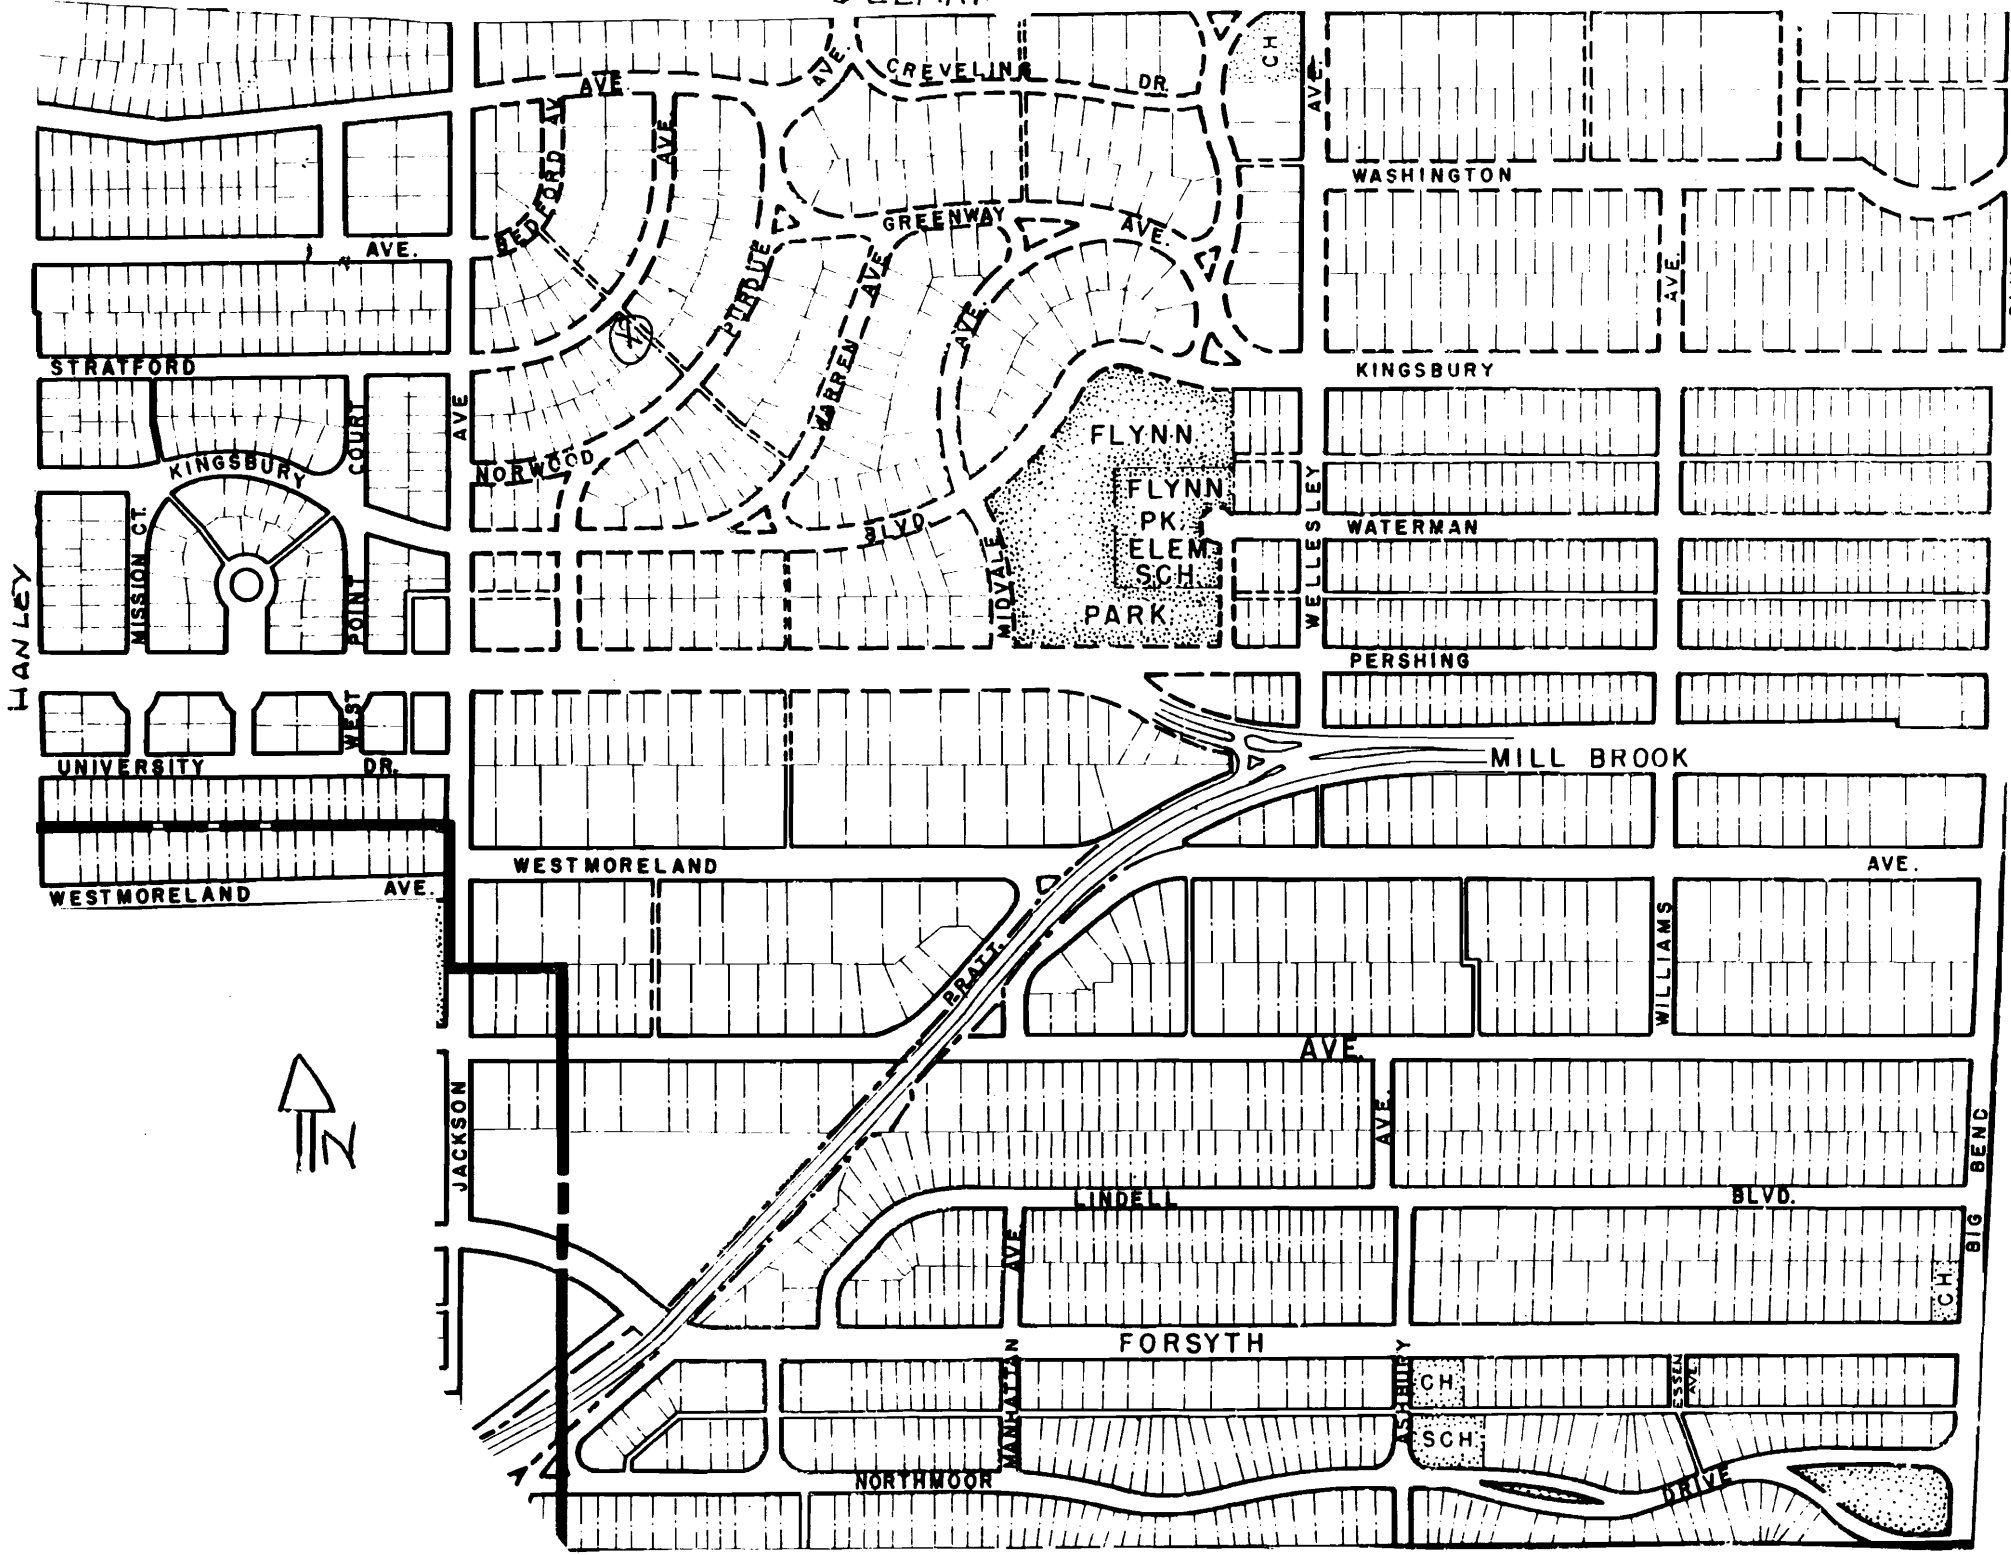 CH
AVE.
CREVELING
DR.
AVE.
AVE.
AVE.
BEDFORD AV
WASHINGTON
GREENWAY
AVE.
AVE.
PURDUE
AVE.
AVE.
AVE.
WARREN
STRATFORD
KINGSBURY
AVE
COURT
FLYNN
KINGSBURY
NORWOOD
FLYNN
PK.
ELEM
SCH.
PARK
WELLESLEY
WATERMAN
BLVD
MISSION CT.
MIDVALE
HANLEY
POINT
PERSHING
WEST
UNIVERSITY
DR.
MILL BROOK
WESTMORELAND
AVE.
WESTMORELAND
AVE.
WILLIAMS
PRATT.
AVE.
N
JACKSON
AVE.
BIG BEND
LINDELL
BLVD.
AVE
CH
FORSYTH
MANHATTAN
ASHBURY
CH
SCH.
ESSEX
AVE
NORTHMOOR
DRIVE